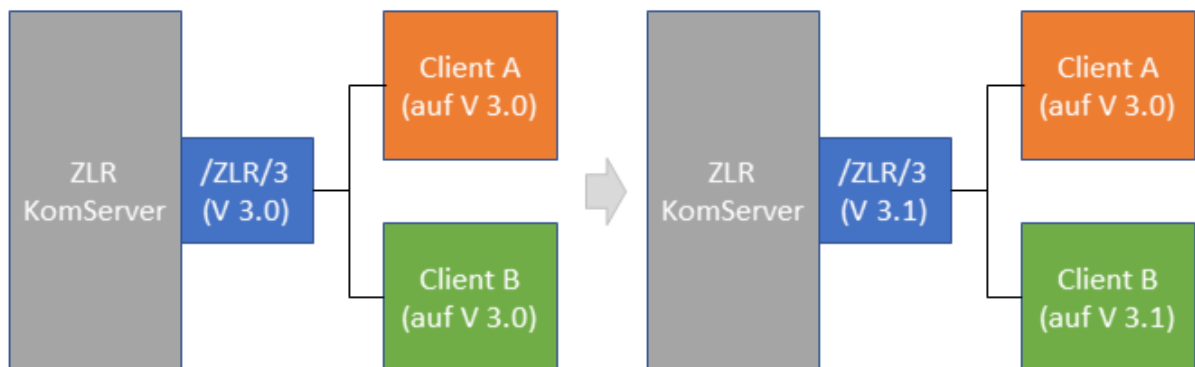 ZLR
KomServer
/ZLR/3
(V 3.0)
Client A
(auf V 3.0)
Client B
(auf V 3.0)
ZLR
KomServer
/ZLR/3
(V 3.1)
Client A
(auf V 3.0)
Client B
(auf V 3.1)